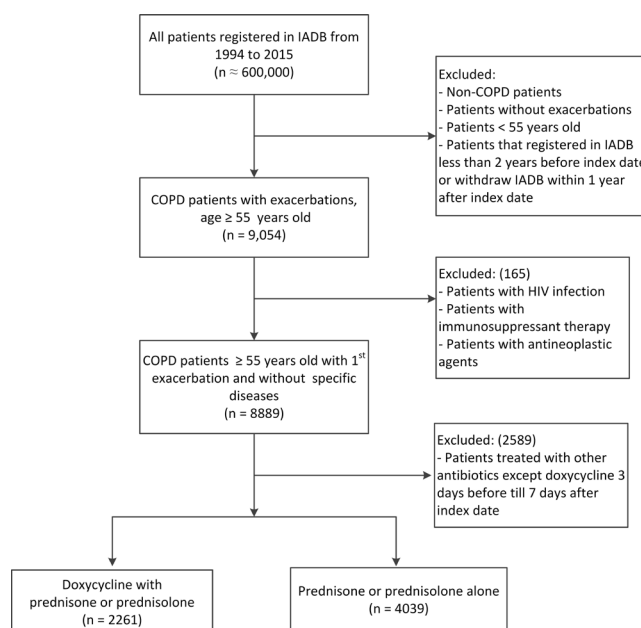 All patients registered in IADB from
1994 to 2015
(n ≈ 600,000)
Excluded:
- Non-COPD patients
- Patients without exacerbations
- Patients < 55 years old
- Patients that registered in IADB
less than 2 years before index date
or withdraw IADB within 1 year
after index date
COPD patients with exacerbations,
age ≥ 55 years old
(n = 9,054)
Excluded: (165)
- Patients with HIV infection
- Patients with
immunosuppressant therapy
- Patients with antineoplastic
agents
COPD patients ≥ 55 years old with 1st
exacerbation and without specific
diseases
(n = 8889)
Excluded: (2589)
- Patients treated with other
antibiotics except doxycycline 3
days before till 7 days after
index date
Doxycycline with
prednisone or prednisolone
(n = 2261)
Prednisone or prednisolone alone
(n = 4039)